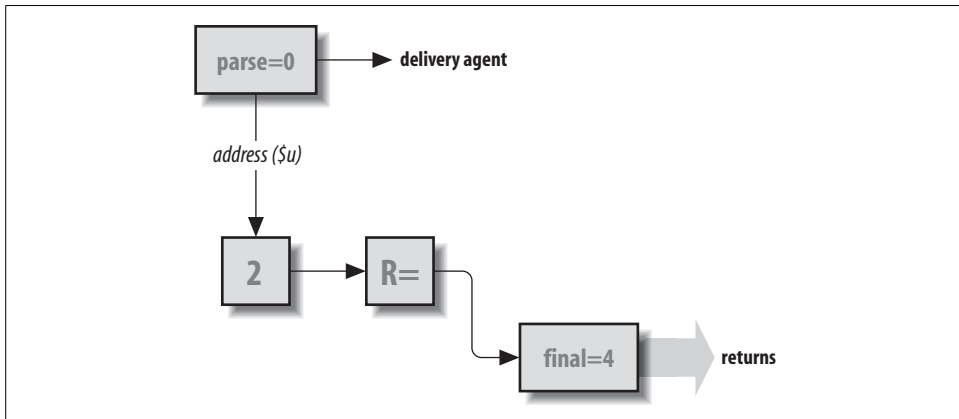 parse=0
delivery agent
address ($u)
2
R=
final=4
returns